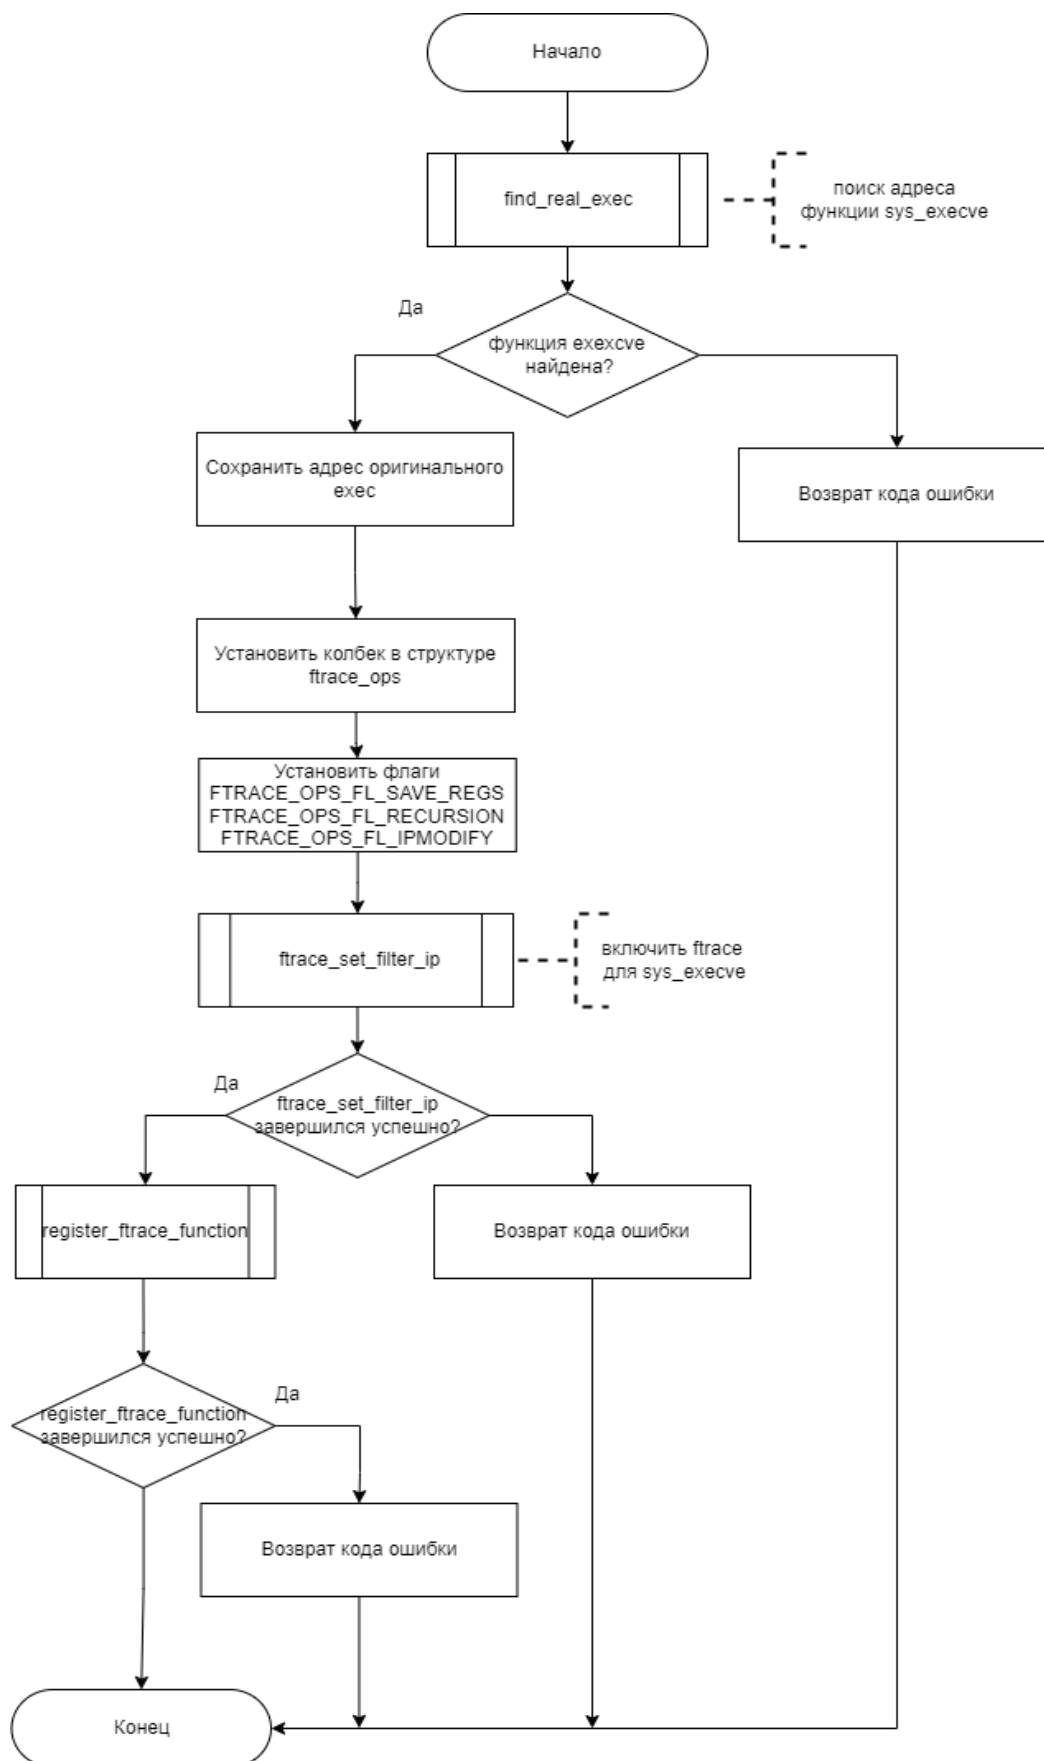 Начало
find_real_exec
поиск адреса
функции sys_execve
Да
функция exexcve
найдена?
Сохранить адрес оригинального
exec
Возврат кода ошибки
Установить колбек в структуре
ftrace_ops
Установить флаги
FTRACE_OPS_FL_SAVE_REGS
FTRACE_OPS_FL_RECURSION
FTRACE_OPS_FL_IPMODIFY
ftrace_set_filter_ip
включить ftrace
для sys_execve
Да
ftrace_set_filter_ip
завершился успешно?
register_ftrace_function
Возврат кода ошибки
Да
register_ftrace_function
завершился успешно?
Возврат кода ошибки
Конец